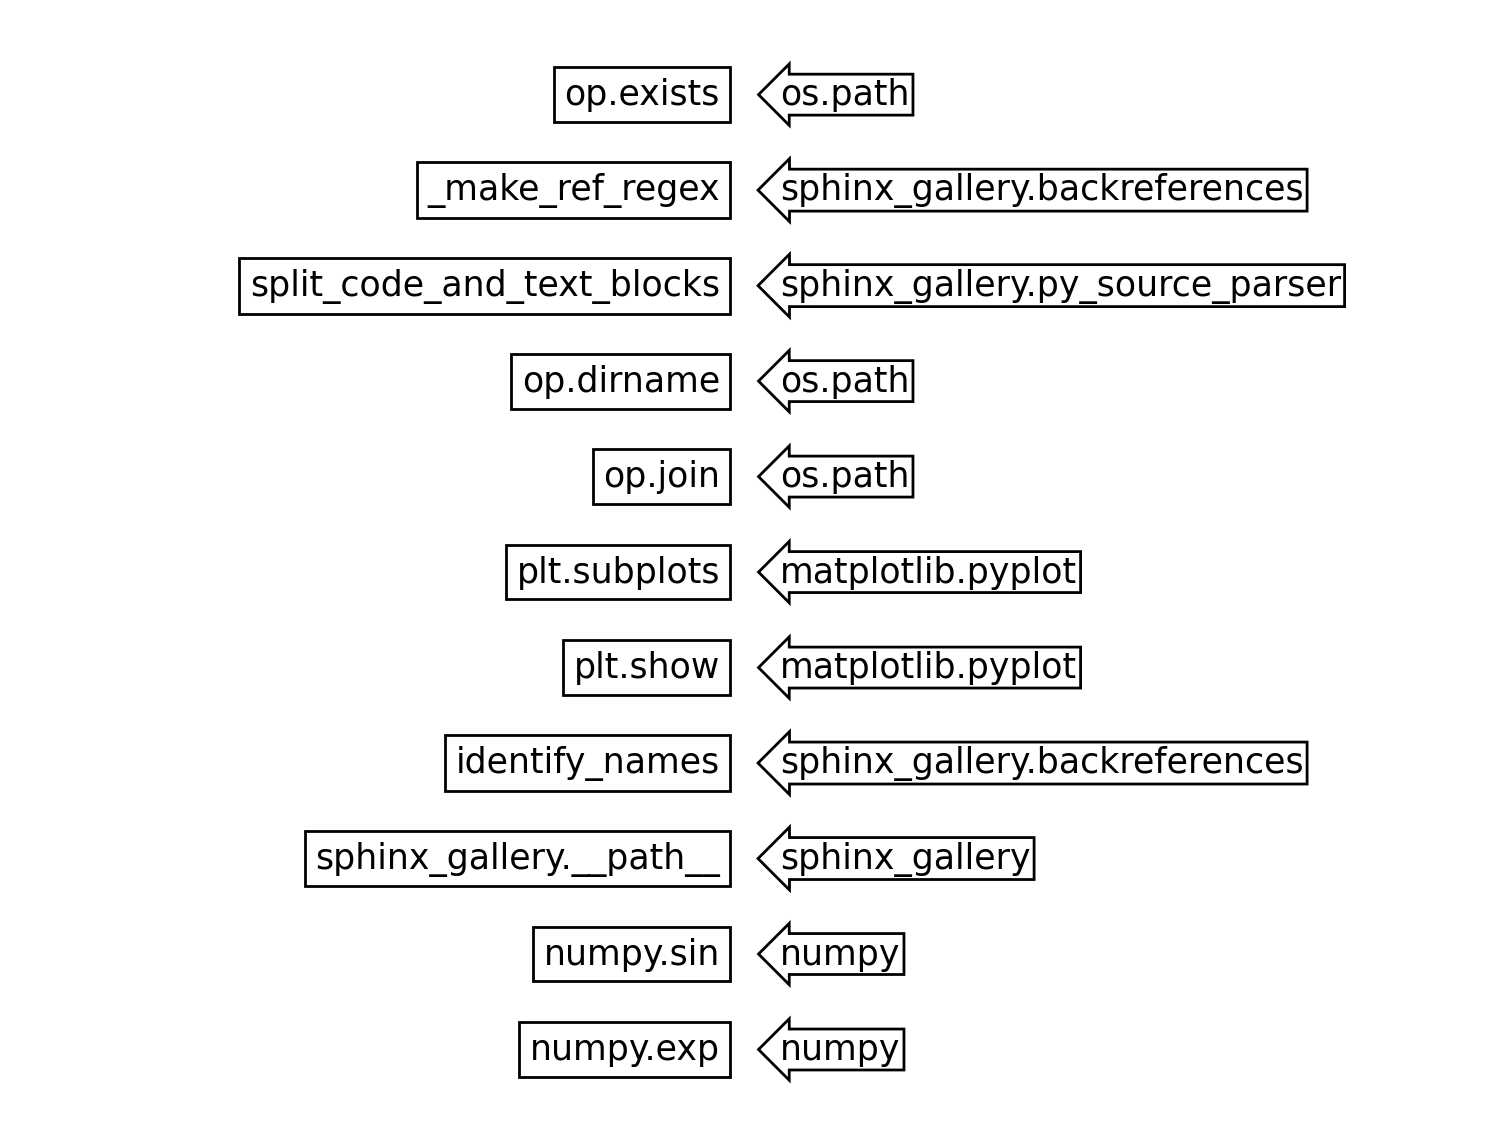 op.exists os.path
_make_ref_regex sphinx_gallery.backreferences
split_code_and_text_blocks sphinx_gallery.py_source_parser
op.dirname os.path
op.join os.path
plt.subplots matplotlib.pyplot
plt.show matplotlib.pyplot
identify_names sphinx_gallery.backreferences
sphinx_gallery.__path__ sphinx_gallery
numpy.sin numpy
numpy.exp numpy